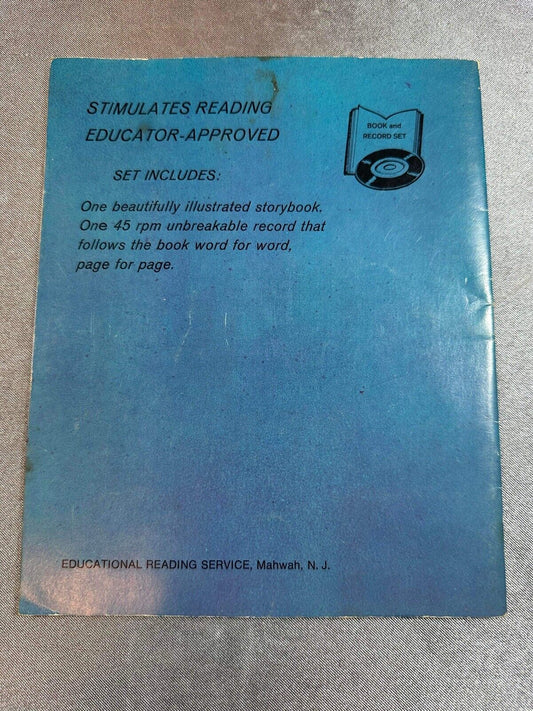 STIMULATES READING
EDUCATOR-APPROVED
BOOK and
RECORD SET
SET INCLUDES:
One beautifully illustrated storybook.
One 45 rpm unbreakable record that
follows the book word for word,
page for page.
EDUCATIONAL READING SERVICE, Mahwah, N. J.